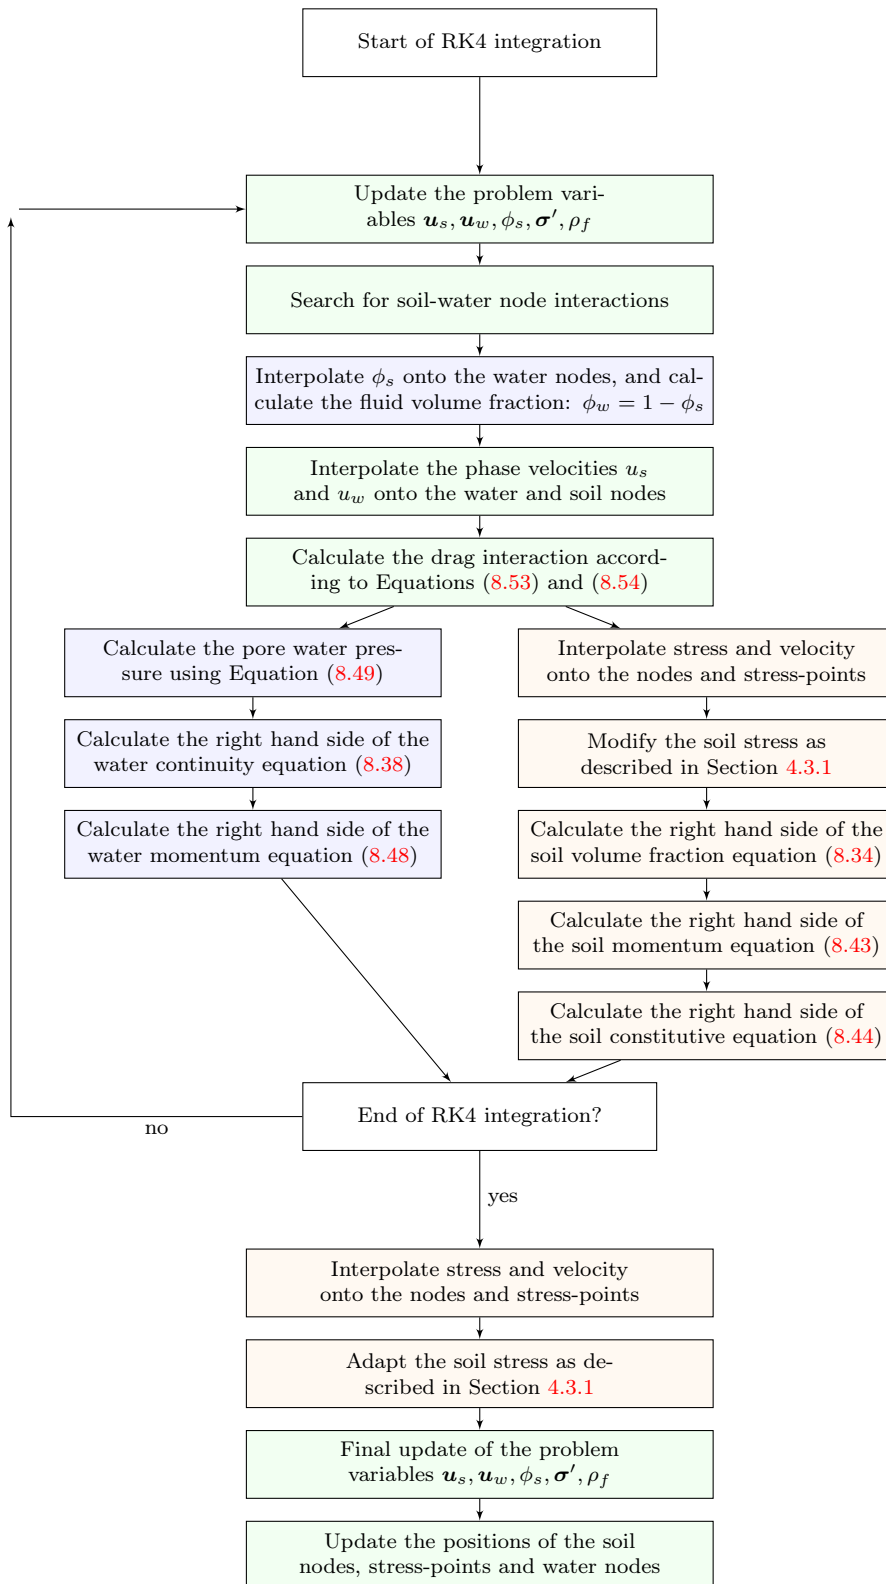 Start of RK4 integration
Update the problem vari-
ables 𝒖ₛ, 𝒖_w, ϕₛ, 𝝈′, ρ_f
Search for soil-water node interactions
Interpolate ϕₛ onto the water nodes, and cal-
culate the fluid volume fraction: ϕ_w = 1 − ϕₛ
Interpolate the phase velocities uₛ
and u_w onto the water and soil nodes
Calculate the drag interaction accord-
ing to Equations (8.53) and (8.54)
Calculate the pore water pres-
sure using Equation (8.49)
Calculate the right hand side of the
water continuity equation (8.38)
Calculate the right hand side of the
water momentum equation (8.48)
Interpolate stress and velocity
onto the nodes and stress-points
Modify the soil stress as
described in Section 4.3.1
Calculate the right hand side of the
soil volume fraction equation (8.34)
Calculate the right hand side of
the soil momentum equation (8.43)
Calculate the right hand side of
the soil constitutive equation (8.44)
End of RK4 integration?
no
yes
Interpolate stress and velocity
onto the nodes and stress-points
Adapt the soil stress as de-
scribed in Section 4.3.1
Final update of the problem
variables 𝒖ₛ, 𝒖_w, ϕₛ, 𝝈′, ρ_f
Update the positions of the soil
nodes, stress-points and water nodes